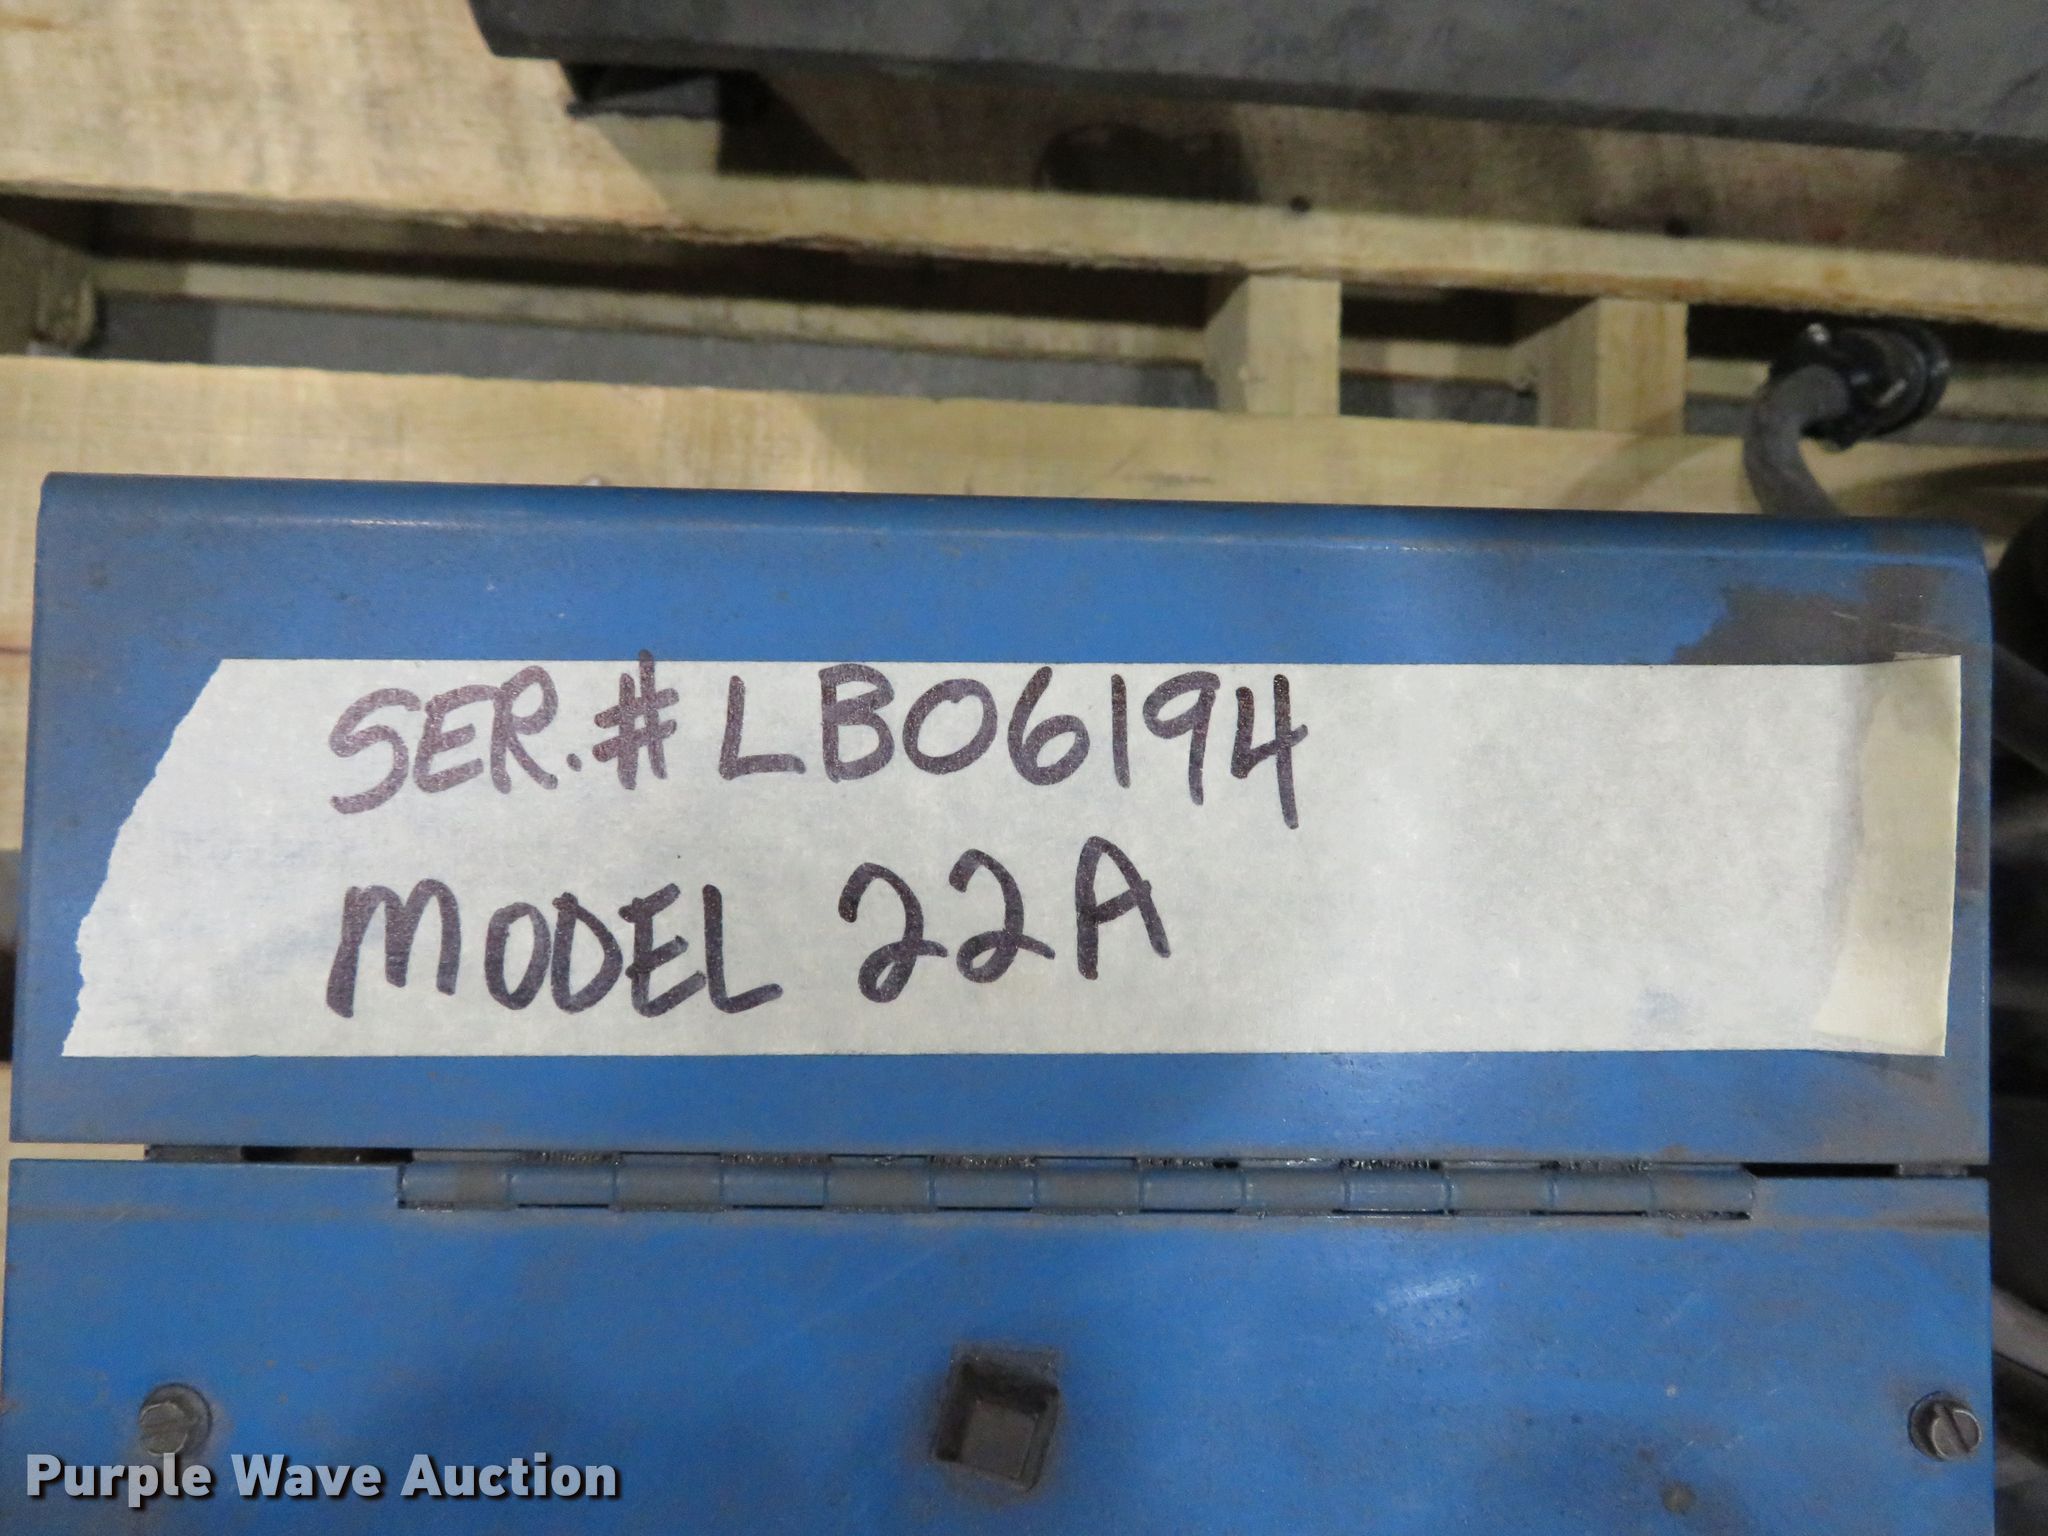 SER.# LB06194
MODEL 22A
Purple Wave Auction